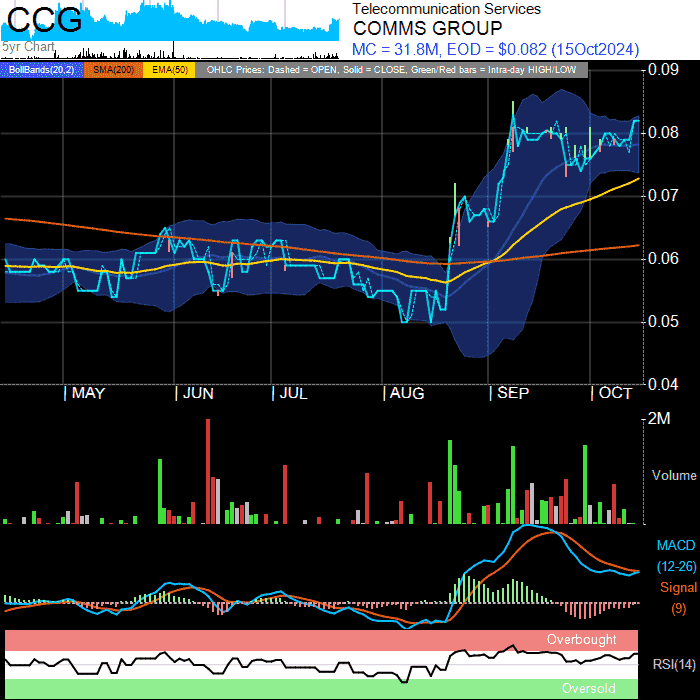 CCG
5yr Chart
Telecommunication Services
COMMS GROUP
MC = 31.8M, EOD = $0.082 (15Oct2024)
BollBands(20,2) SMA(200) EMA(50) OHLC Prices: Dashed = OPEN, Solid = CLOSE, Green/Red bars = Intra-day HIGH/LOW
0.09
0.08
0.07
0.06
0.05
0.04
MAY JUN JUL AUG SEP OCT
2M
Volume
MACD
(12-26)
Signal
(9)
Overbought
RSI(14)
Oversold